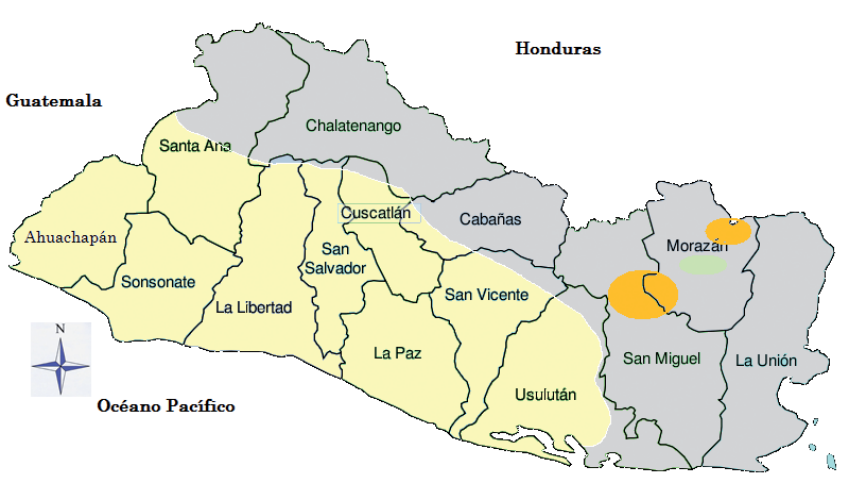 Honduras
Guatemala
Chalatenango
Santa Ana
Cuscatlán
Cabañas
Ahuachapán
Morazán
San
Salvador
Sonsonate
La Libertad
San Vicente
N
La Paz
San Miguel
La Unión
Usulután
Océano Pacífico